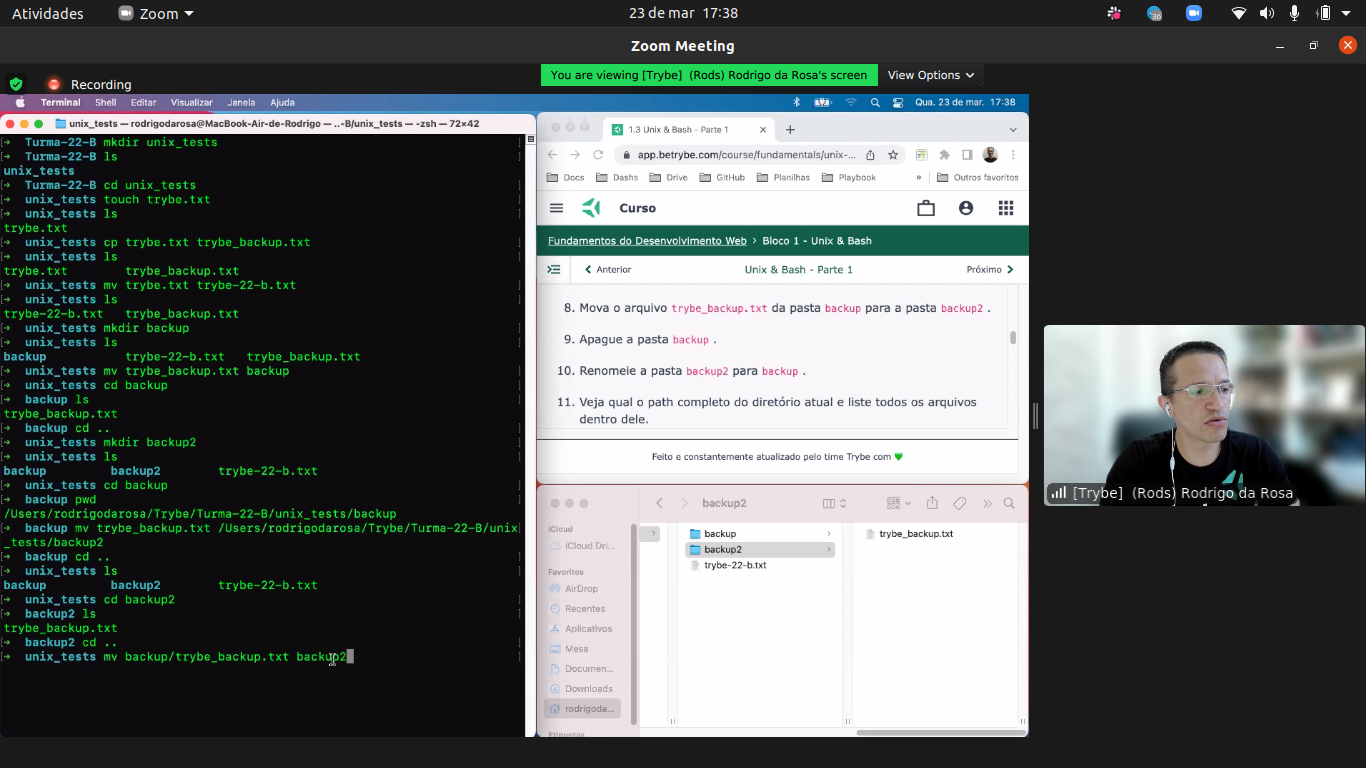 Atividades
Zoom
23 de mar 17:38
36
Zoom Meeting
Recording
You are viewing [Trybe] (Rods) Rodrigo da Rosa's screen
View Options
Terminal Shell Editar Visualizar Janela Ajuda
Qua. 23 de mar. 17:38
unix_tests — rodrigodarosa@MacBook-Air-de-Rodrigo — ..-B/unix_tests — -zsh — 72×42
[➜ Turma-22-B mkdir unix_tests ]
[➜ Turma-22-B ls ]
unix_tests
[➜ Turma-22-B cd unix_tests ]
[➜ unix_tests touch trybe.txt ]
[➜ unix_tests ls ]
trybe.txt
[➜ unix_tests cp trybe.txt trybe_backup.txt ]
[➜ unix_tests ls ]
trybe.txt trybe_backup.txt
[➜ unix_tests mv trybe.txt trybe-22-b.txt ]
[➜ unix_tests ls ]
trybe-22-b.txt trybe_backup.txt
[➜ unix_tests mkdir backup ]
[➜ unix_tests ls ]
backup trybe-22-b.txt trybe_backup.txt
[➜ unix_tests mv trybe_backup.txt backup ]
[➜ unix_tests cd backup ]
[➜ backup ls ]
trybe_backup.txt
[➜ backup cd .. ]
[➜ unix_tests mkdir backup2 ]
[➜ unix_tests ls ]
backup backup2 trybe-22-b.txt
[➜ unix_tests cd backup ]
[➜ backup pwd ]
/Users/rodrigodarosa/Trybe/Turma-22-B/unix_tests/backup
[➜ backup mv trybe_backup.txt /Users/rodrigodarosa/Trybe/Turma-22-B/unix]
_tests/backup2
[➜ backup cd .. ]
[➜ unix_tests ls ]
backup backup2 trybe-22-b.txt
[➜ unix_tests cd backup2 ]
[➜ backup2 ls ]
trybe_backup.txt
[➜ backup2 cd .. ]
[➜ unix_tests mv backup/trybe_backup.txt backup2 ]
1.3 Unix & Bash - Parte 1
app.betrybe.com/course/fundamentals/unix-...
Docs Dashs Drive GitHub Planilhas Playbook » Outros favoritos
Curso
Fundamentos do Desenvolvimento Web > Bloco 1 - Unix & Bash
Anterior Unix & Bash - Parte 1 Próximo
8. Mova o arquivo trybe_backup.txt da pasta backup para a pasta backup2 .
9. Apague a pasta backup .
10. Renomeie a pasta backup2 para backup .
11. Veja qual o path completo do diretório atual e liste todos os arquivos
dentro dele.
Feito e constantemente atualizado pelo time Trybe com 💚
backup2
iCloud
iCloud Dri...
Favoritos
AirDrop
Recentes
Aplicativos
Mesa
Documen...
Downloads
rodrigoda...
Etiquetas
backup
backup2
trybe-22-b.txt
trybe_backup.txt
[Trybe] (Rods) Rodrigo da Rosa